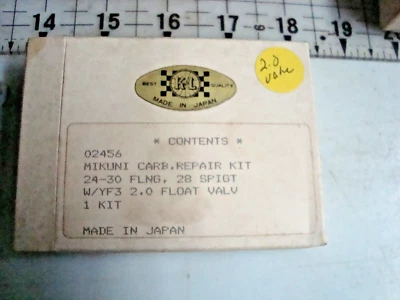 14 15 16 17 18 19
2.0
valve
BEST K&L QUALITY
MADE IN JAPAN
* CONTENTS *
02456
MIKUNI CARB.REPAIR KIT
24-30 FLNG, 28 SPIGT
W/YF3 2.0 FLOAT VALV
1 KIT
MADE IN JAPAN